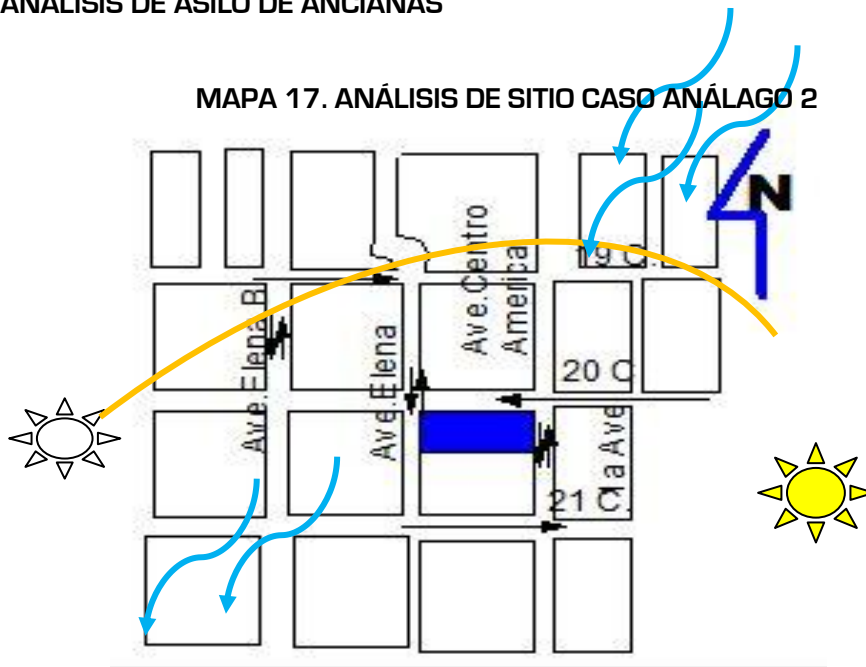 ANÁLISIS DE ASILO DE ANCIANAS
MAPA 17. ANÁLISIS DE SITIO CASO ANÁLAGO 2
N
19 C.
Ave.Centro
America
Ave.Elena B
Ave.Elena
20 C
1a Ave.
21 C